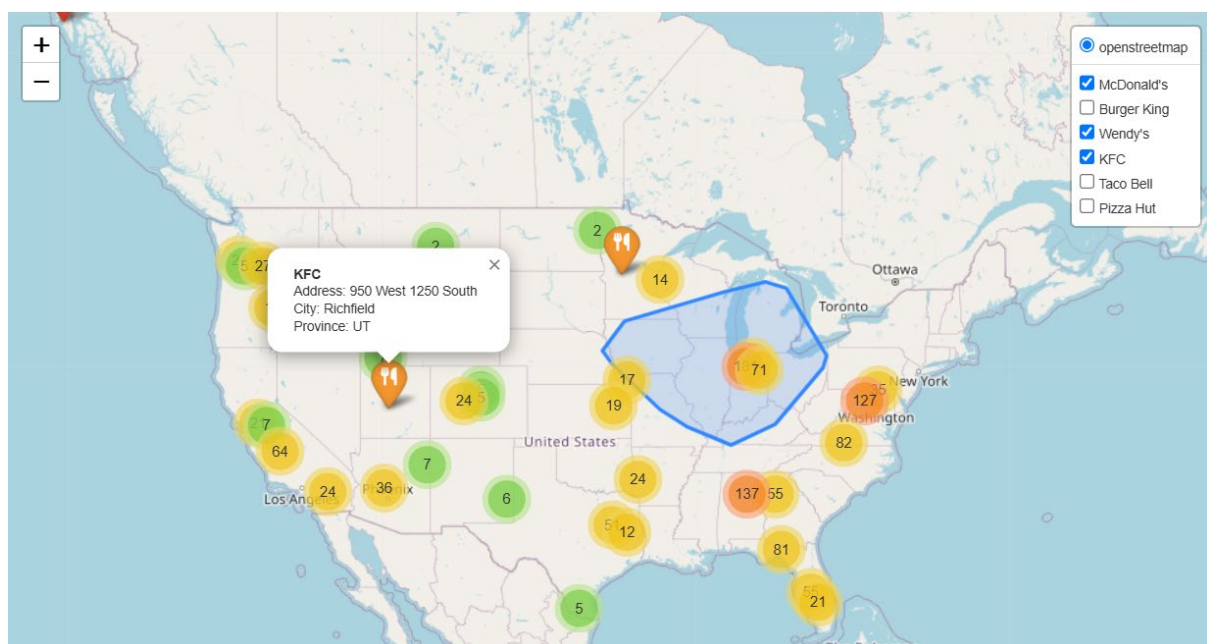 +
−
openstreetmap
McDonald's
Burger King
Wendy's
KFC
Taco Bell
Pizza Hut
2
2
27
5
14
KFC
Address: 950 West 1250 South
City: Richfield
Province: UT
×
Ottawa
Toronto
71
17
19
24
5
New York
127
Washington
82
7
64
24
Los Angeles
36
7
6
United States
24
137
55
12
81
21
5